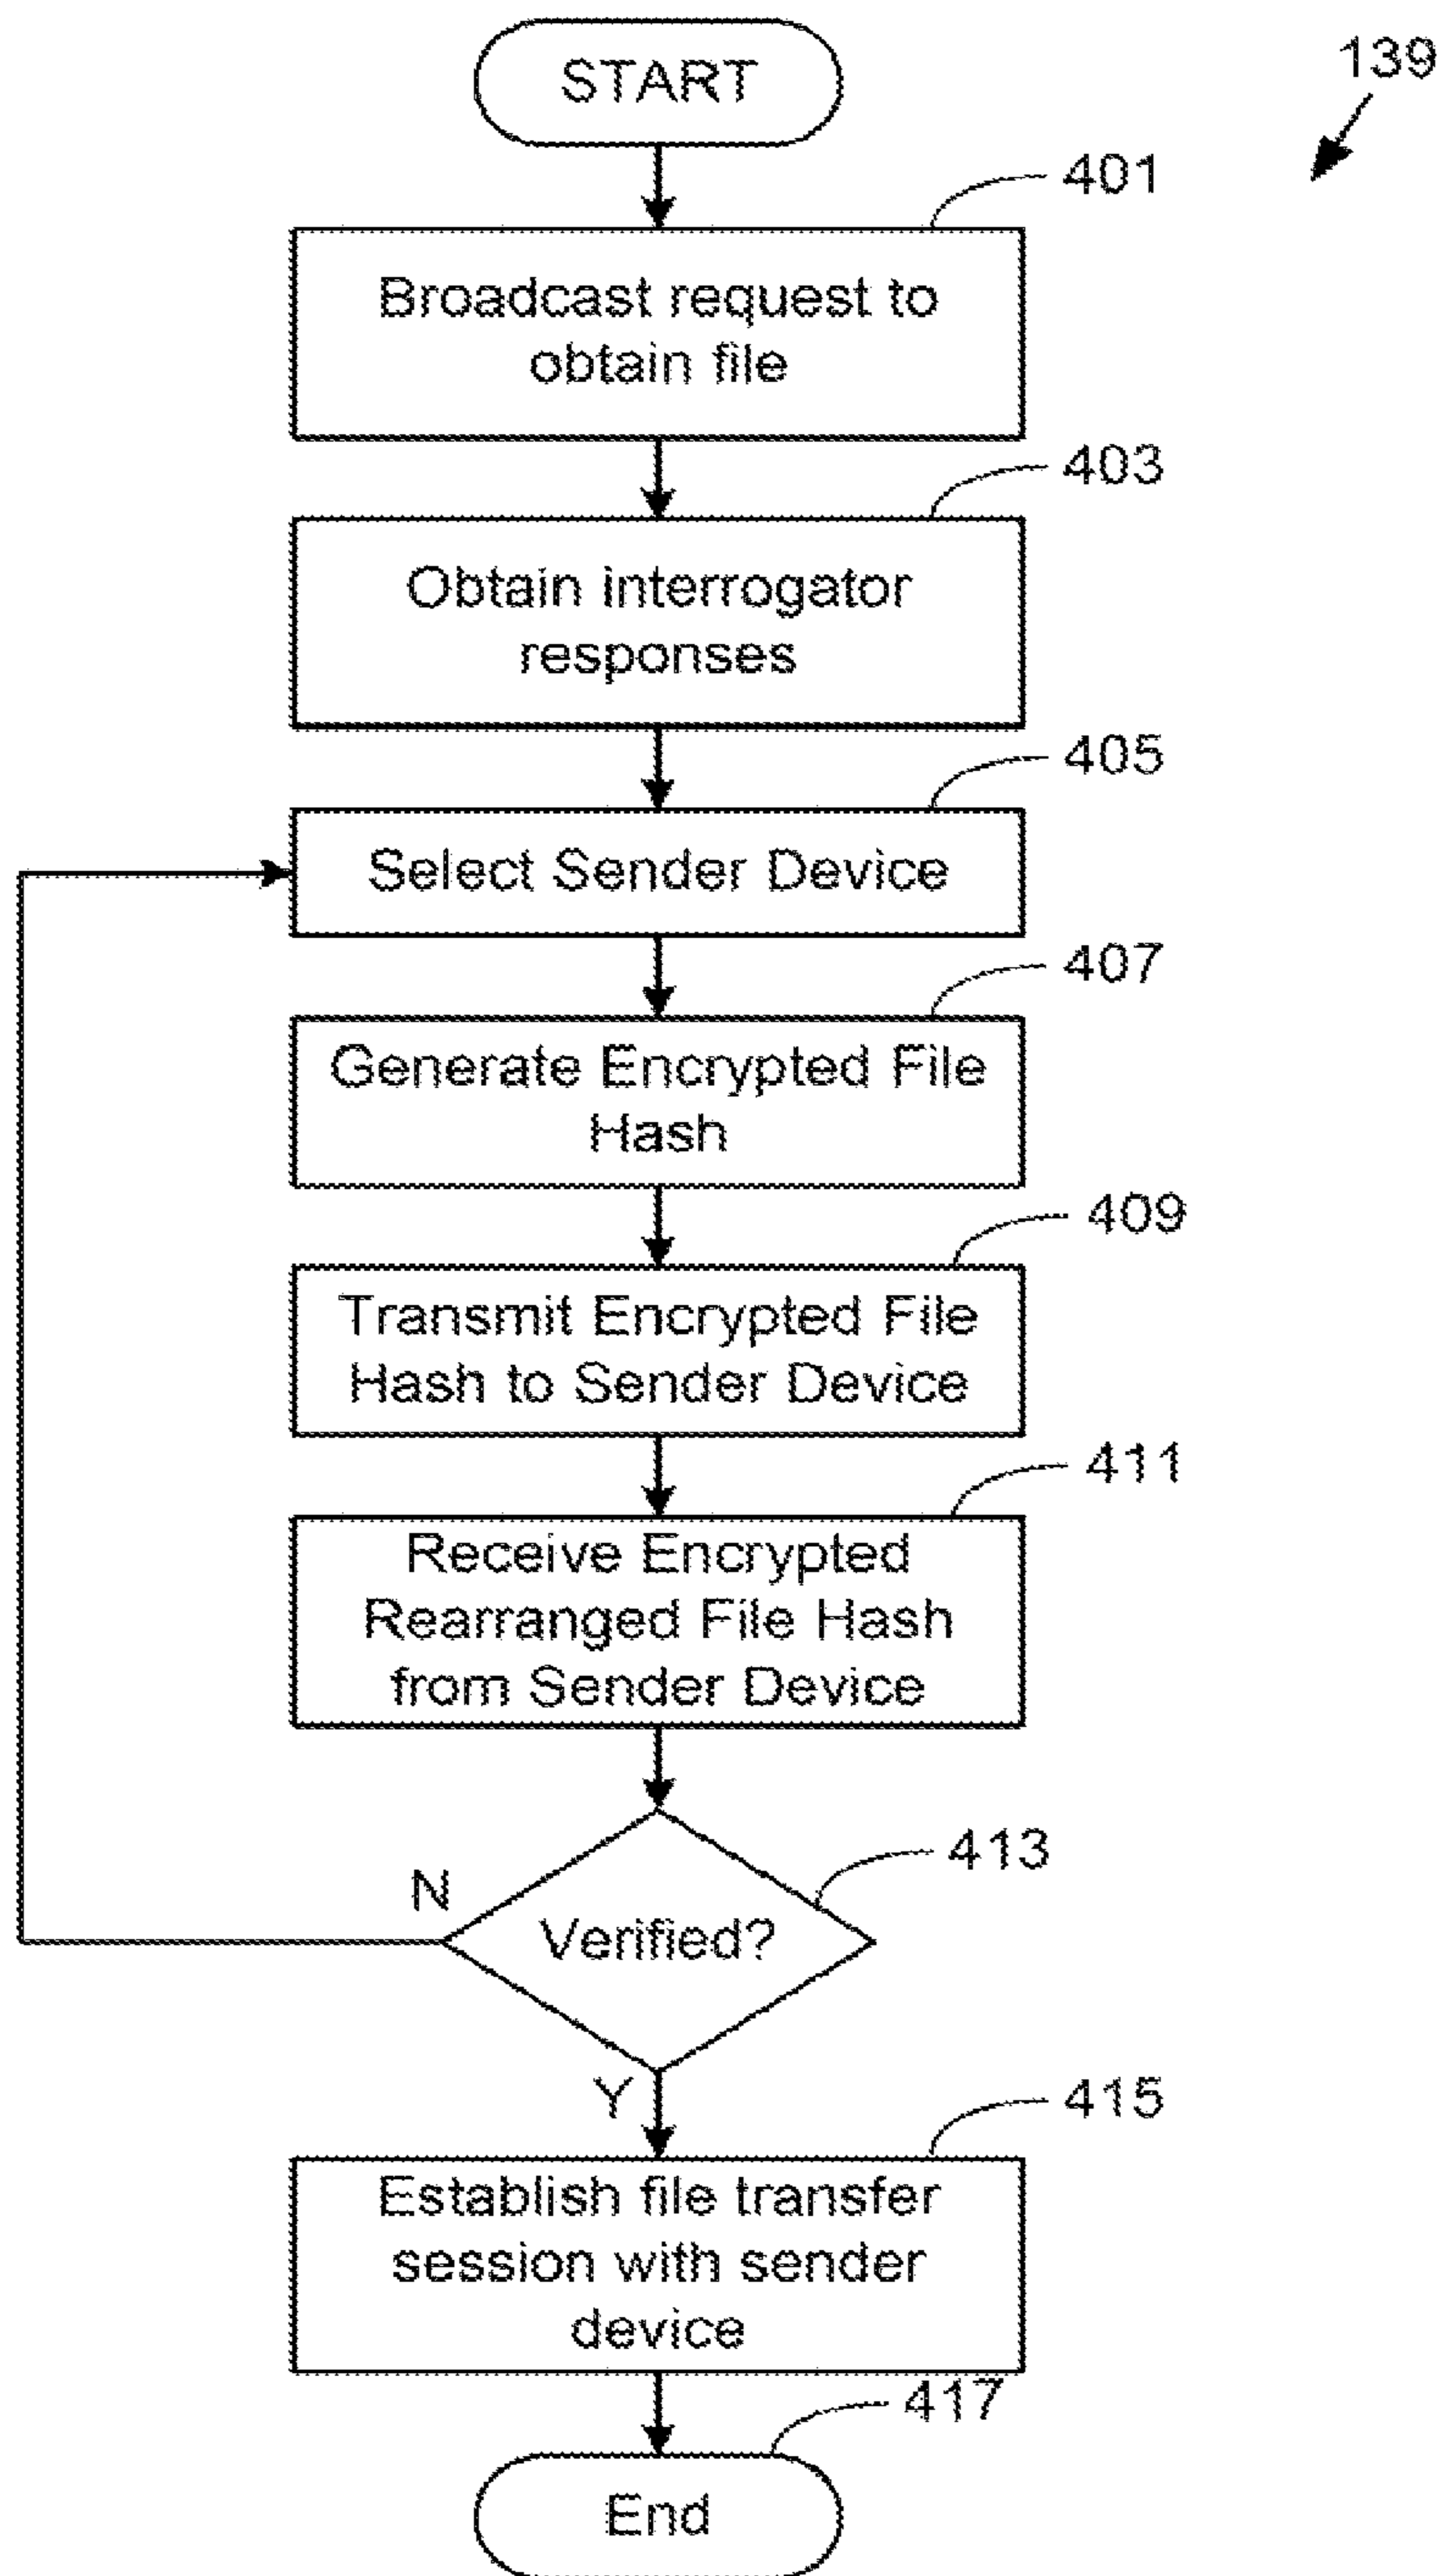 START
139
401
Broadcast request to
obtain file
403
Obtain interrogator
responses
405
Select Sender Device
407
Generate Encrypted File
Hash
409
Transmit Encrypted File
Hash to Sender Device
411
Receive Encrypted
Rearranged File Hash
from Sender Device
413
N
Verified?
Y
415
Establish file transfer
session with sender
device
417
End